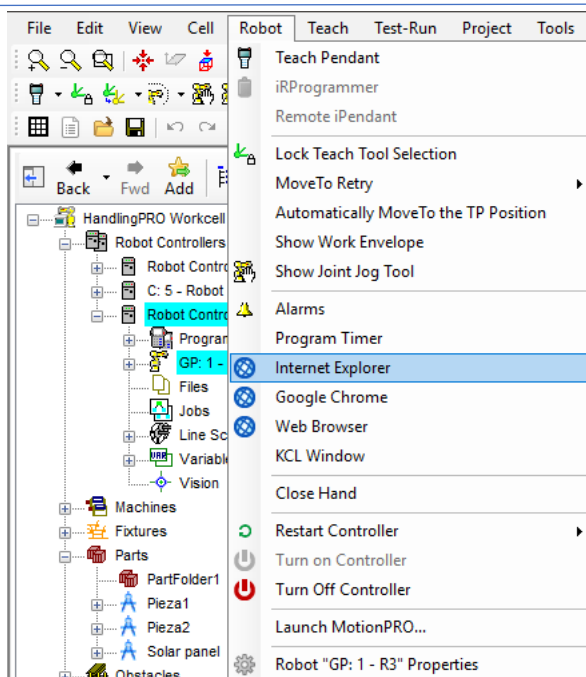 File Edit View Cell Robot Teach Test-Run Project Tools
Teach Pendant
iRProgrammer
Remote iPendant
Lock Teach Tool Selection
MoveTo Retry
Automatically MoveTo the TP Position
Show Work Envelope
Show Joint Jog Tool
Alarms
Program Timer
Internet Explorer
Google Chrome
Web Browser
KCL Window
Close Hand
Restart Controller
Turn on Controller
Turn Off Controller
Launch MotionPRO...
Robot "GP: 1 - R3" Properties
Back Fwd Add
HandlingPRO Workcell
Robot Controllers
Robot Contr
C: 5 - Robot
Robot Contr
Progran
GP: 1 -
Files
Jobs
Line Sc
Variabl
Vision
Machines
Fixtures
Parts
PartFolder1
Pieza1
Pieza2
Solar panel
Obstacles